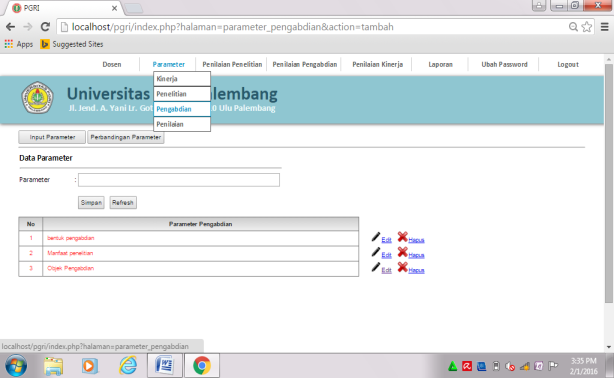 PGRI
localhost/pgri/index.php?halaman=parameter_pengabdian&action=tambah
Apps Suggested Sites
Dosen Parameter Penilaian Penelitian Penilaian Pengabdian Penilaian Kinerja Laporan Ubah Password Logout
Kinerja
Penelitian
Pengabdian
Penilaian
Universitas lembang
Jl. Jend. A. Yani Lr. Got 0 Ulu Palembang
Input Parameter Perbandingan Parameter
Data Parameter
Parameter :
Simpan Refresh
No Parameter Pengabdian
1 bentuk pengabdian Edit Hapus
2 Manfaat penelitian Edit Hapus
3 Objek Pengabdian Edit Hapus
localhost/pgri/index.php?halaman=parameter_pengabdian
3:35 PM
2/1/2016